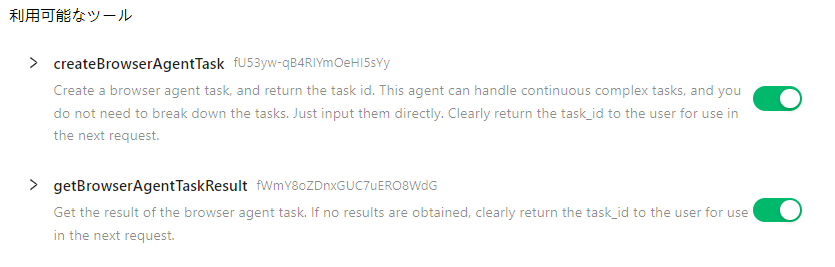 利用可能なツール
createBrowserAgentTask fU53yw-qB4RlYmOeHI5sYy
Create a browser agent task, and return the task id. This agent can handle continuous complex tasks, and you
do not need to break down the tasks. Just input them directly. Clearly return the task_id to the user for use in
the next request.
getBrowserAgentTaskResult fWmY8oZDnxGUC7uERO8WdG
Get the result of the browser agent task. If no results are obtained, clearly return the task_id to the user for use
in the next request.